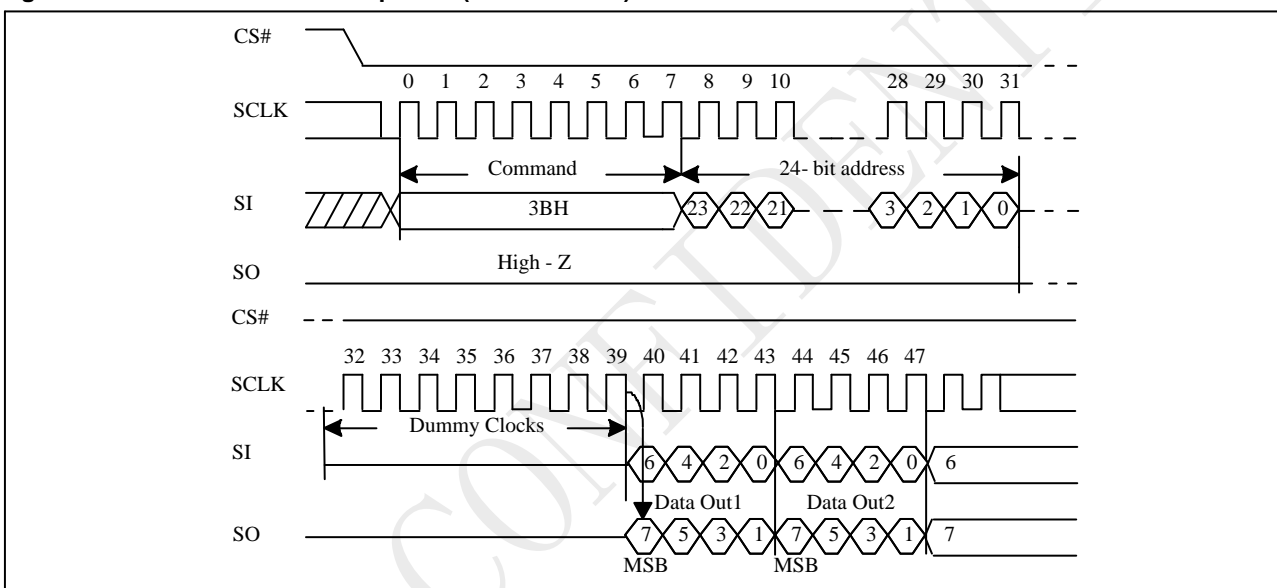 CS#
0 1 2 3 4 5 6 7 8 9 10 28 29 30 31
SCLK
Command 24- bit address
SI 3BH 23 22 21 3 2 1 0
High - Z
SO
CS#
32 33 34 35 36 37 38 39 40 41 42 43 44 45 46 47
SCLK
Dummy Clocks
SI 6 4 2 0 6 4 2 0 6
Data Out1 Data Out2
SO 7 5 3 1 7 5 3 1 7
MSB MSB
CONFIDENT